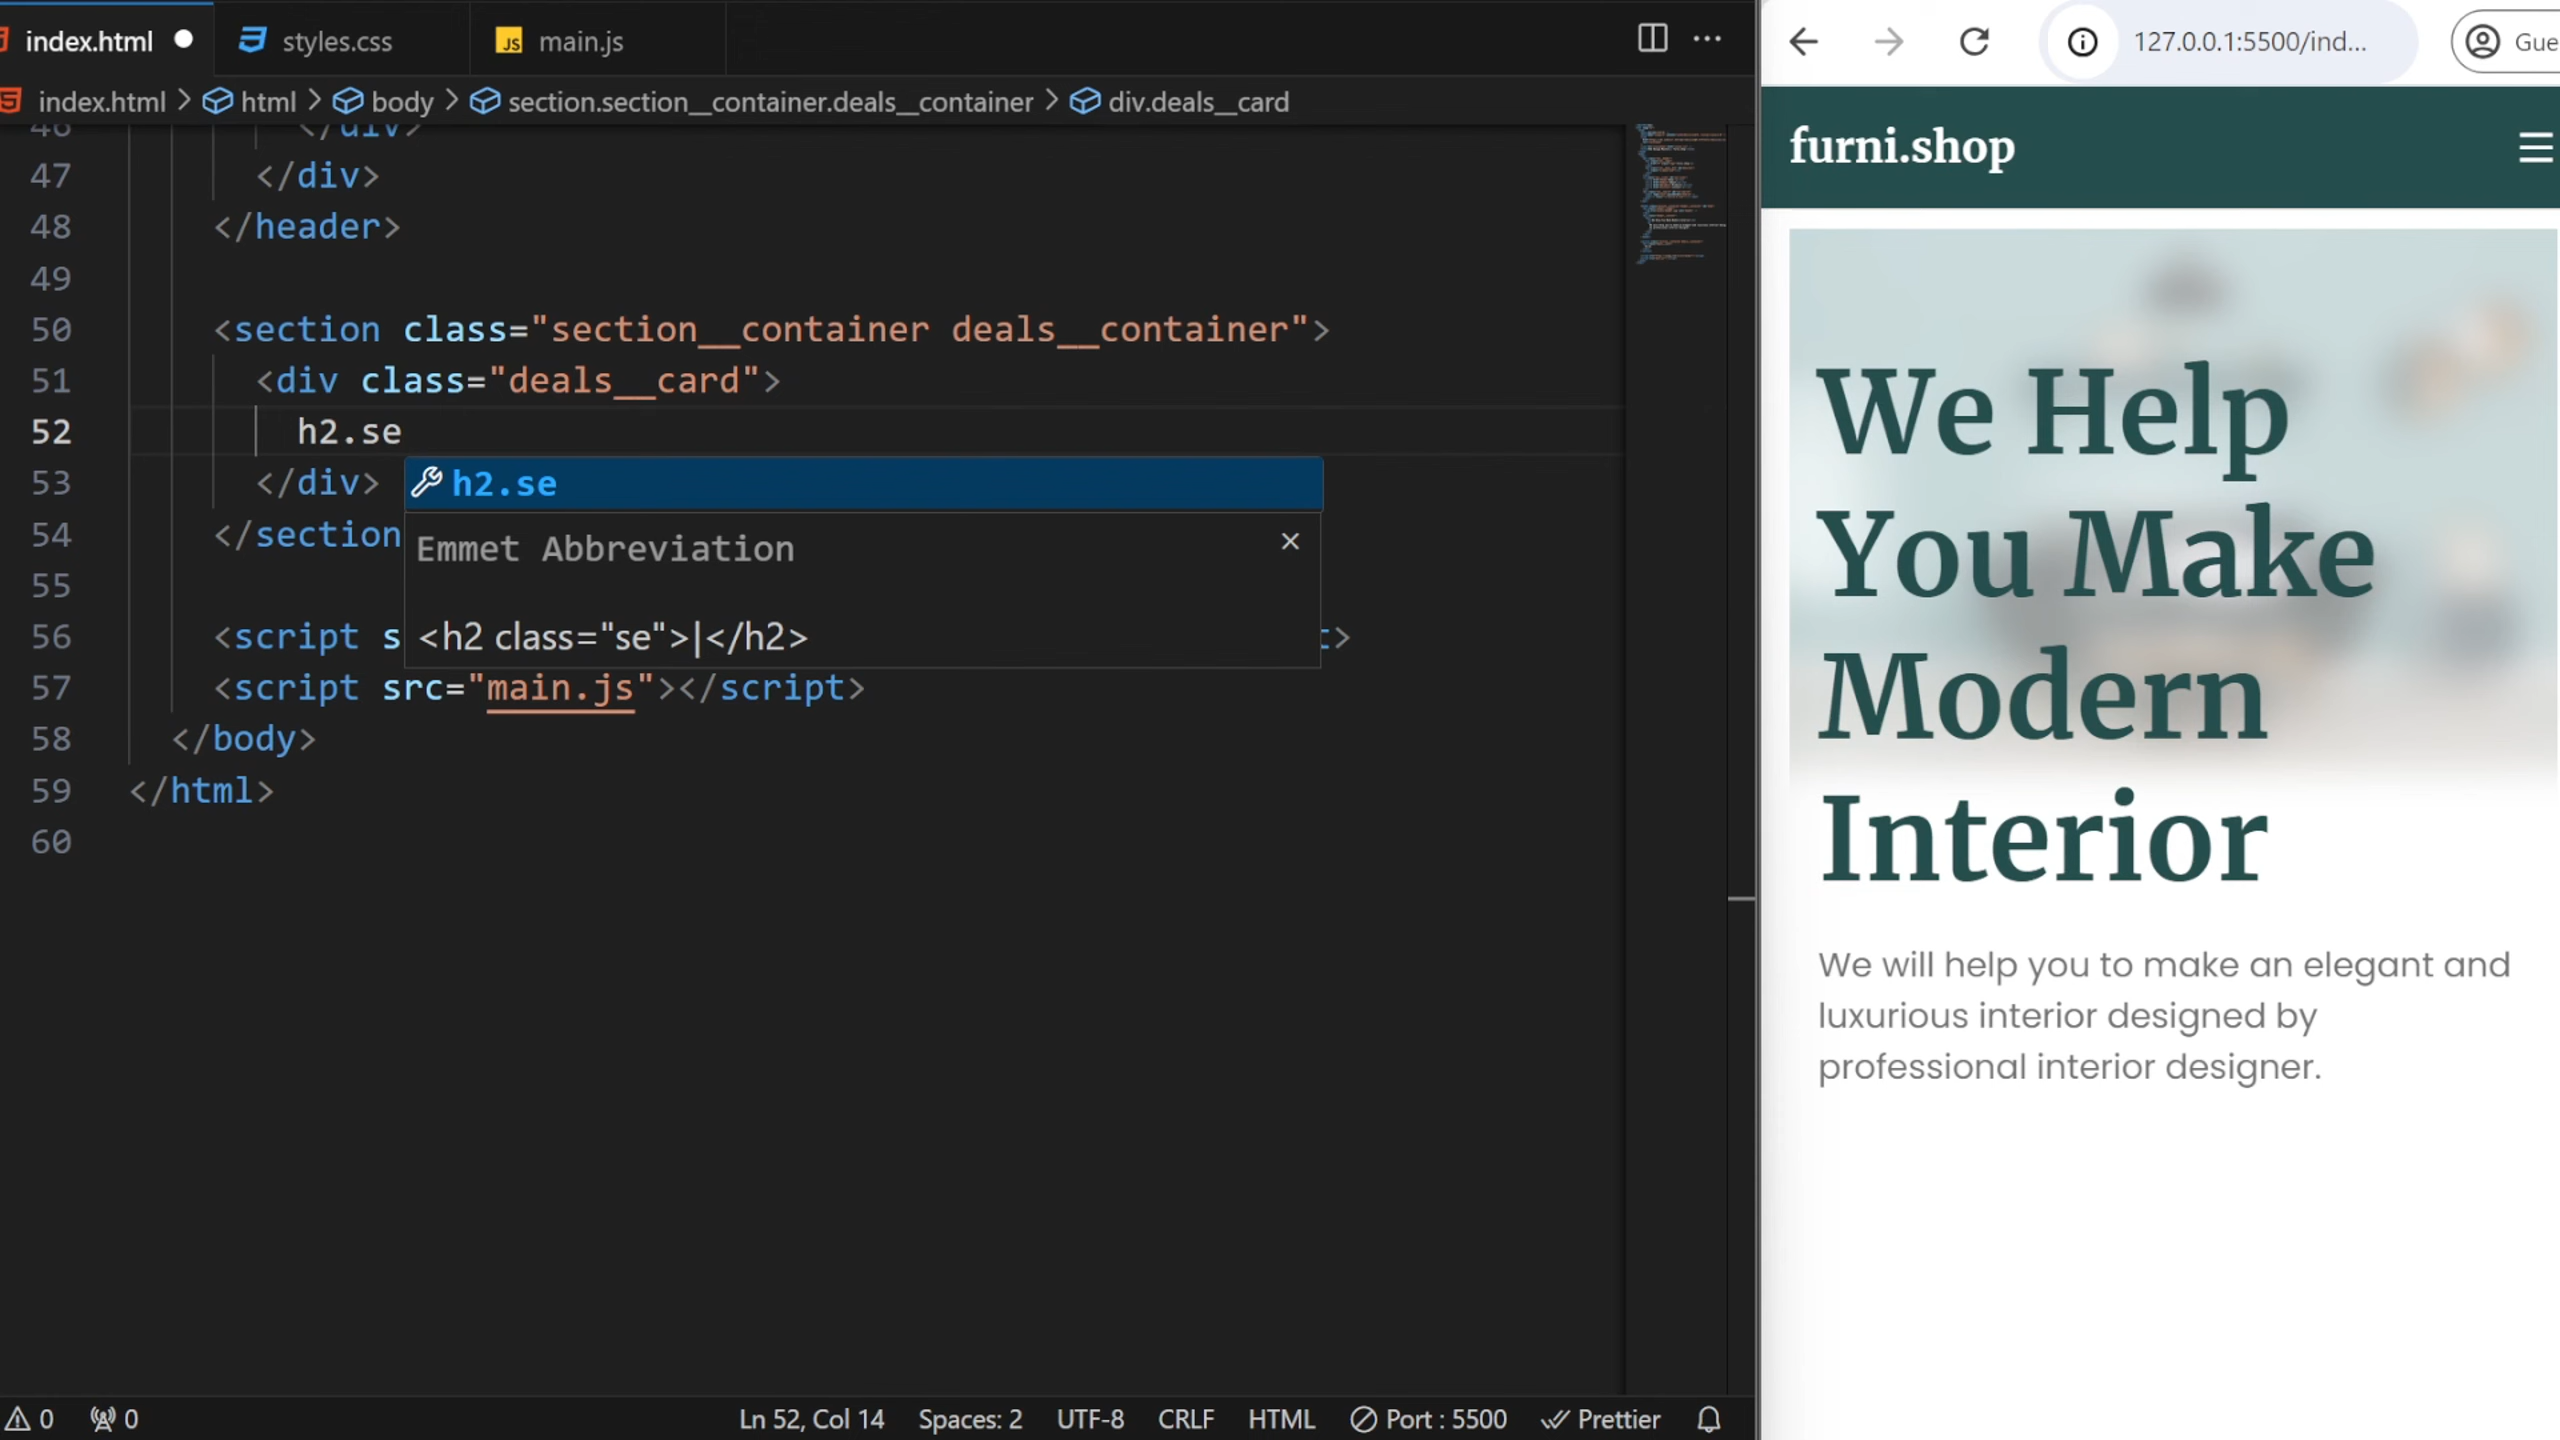 index.html styles.css main.js
index.html > html > body > section.section__container.deals__container > div.deals__card
46 </div>
47 </div>
48 </header>
49
50 <section class="section__container deals__container">
51 <div class="deals__card">
52 h2.se
53 </div>
54 </section
55
56 <script s t>
57 <script src="main.js"></script>
58 </body>
59 </html>
60
h2.se
Emmet Abbreviation
<h2 class="se">|</h2>
0 0 Ln 52, Col 14 Spaces: 2 UTF-8 CRLF HTML Port : 5500 Prettier
127.0.0.1:5500/ind... Gue
furni.shop
We Help
You Make
Modern
Interior
We will help you to make an elegant and
luxurious interior designed by
professional interior designer.